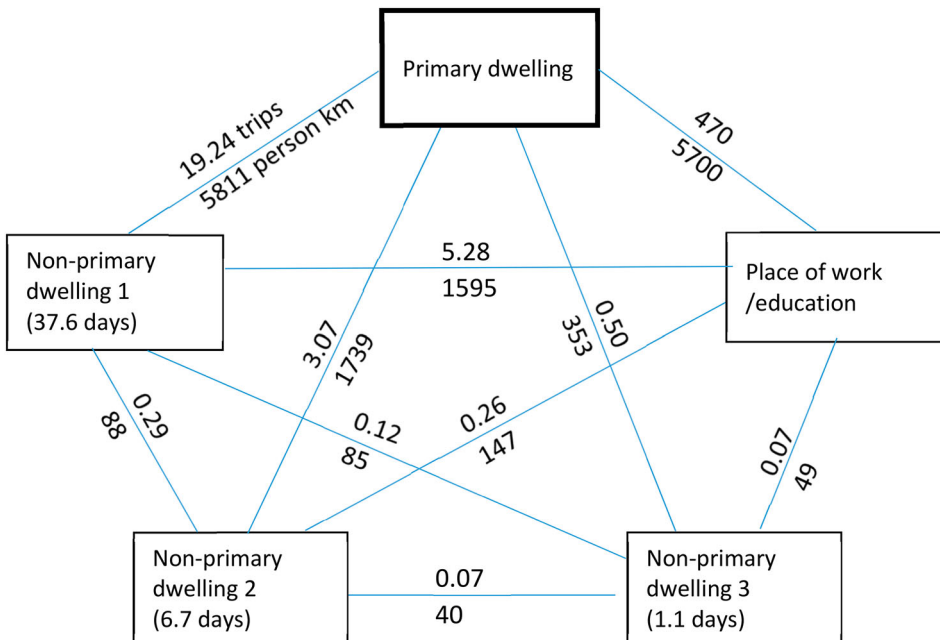 Primary dwelling
19.24 trips
5811 person km
470
5700
Non-primary
dwelling 1
(37.6 days)
5.28
1595
Place of work
/education
3.07
1739
0.50
353
0.29
88
0.12
85
0.26
147
0.07
49
Non-primary
dwelling 2
(6.7 days)
0.07
40
Non-primary
dwelling 3
(1.1 days)